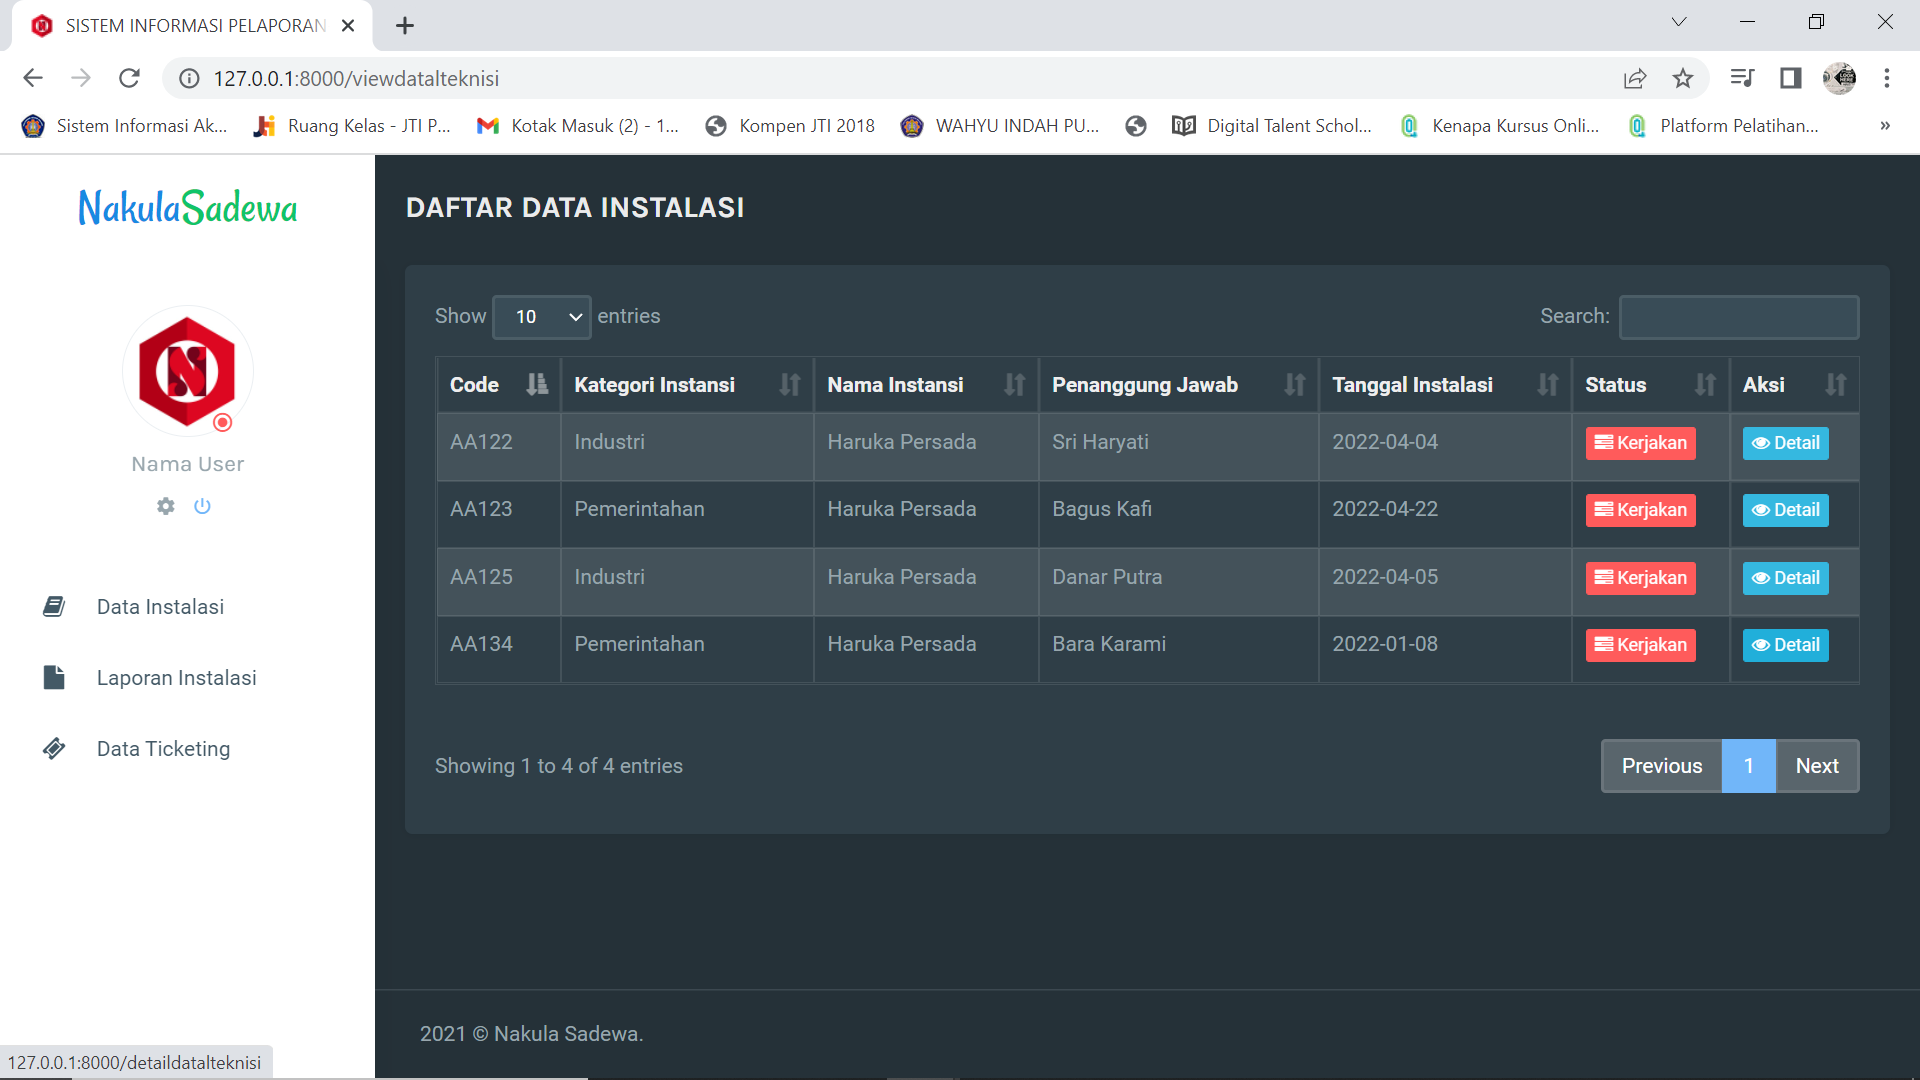 SISTEM INFORMASI PELAPORAN
127.0.0.1:8000/viewdatalteknisi
Sistem Informasi Ak... Ruang Kelas - JTI P... Kotak Masuk (2) - 1... Kompen JTI 2018 WAHYU INDAH PU... Digital Talent Schol... Kenapa Kursus Onli... Platform Pelatihan... »
NakulaSadewa
Nama User
Data Instalasi
Laporan Instalasi
Data Ticketing
DAFTAR DATA INSTALASI
Show 10 entries Search:
Code Kategori Instansi Nama Instansi Penanggung Jawab Tanggal Instalasi Status Aksi
AA122 Industri Haruka Persada Sri Haryati 2022-04-04 Kerjakan Detail
AA123 Pemerintahan Haruka Persada Bagus Kafi 2022-04-22 Kerjakan Detail
AA125 Industri Haruka Persada Danar Putra 2022-04-05 Kerjakan Detail
AA134 Pemerintahan Haruka Persada Bara Karami 2022-01-08 Kerjakan Detail
Showing 1 to 4 of 4 entries Previous 1 Next
2021 © Nakula Sadewa.
127.0.0.1:8000/detaildatalteknisi